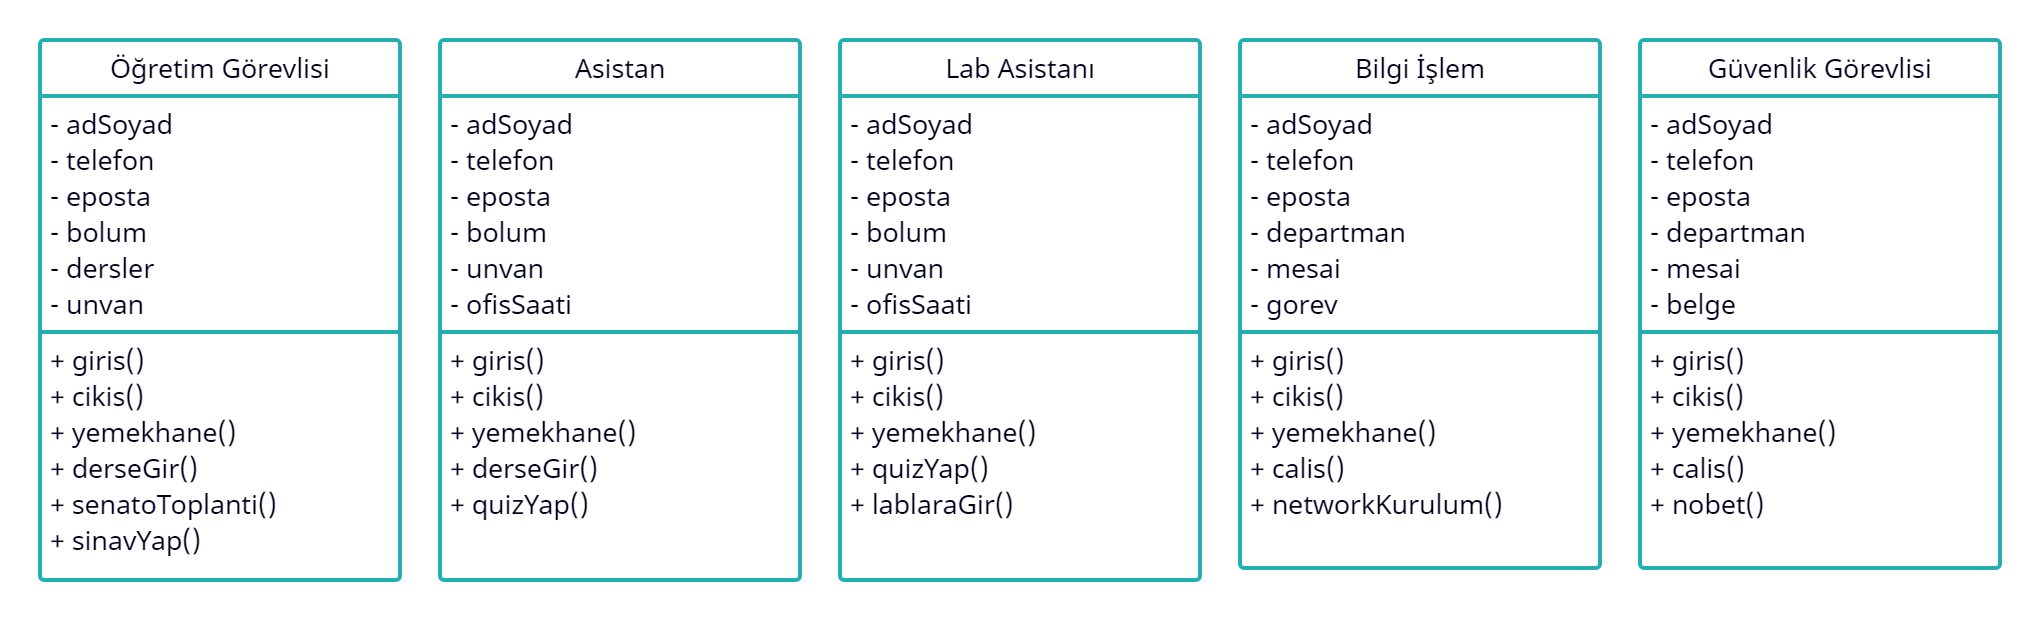 Öğretim Görevlisi
- adSoyad
- telefon
- eposta
- bolum
- dersler
- unvan
+ giris()
+ cikis()
+ yemekhane()
+ derseGir()
+ senatoToplanti()
+ sinavYap()
Asistan
- adSoyad
- telefon
- eposta
- bolum
- unvan
- ofisSaati
+ giris()
+ cikis()
+ yemekhane()
+ derseGir()
+ quizYap()
Lab Asistanı
- adSoyad
- telefon
- eposta
- bolum
- unvan
- ofisSaati
+ giris()
+ cikis()
+ yemekhane()
+ quizYap()
+ lablaraGir()
Bilgi İşlem
- adSoyad
- telefon
- eposta
- departman
- mesai
- gorev
+ giris()
+ cikis()
+ yemekhane()
+ calis()
+ networkKurulum()
Güvenlik Görevlisi
- adSoyad
- telefon
- eposta
- departman
- mesai
- belge
+ giris()
+ cikis()
+ yemekhane()
+ calis()
+ nobet()